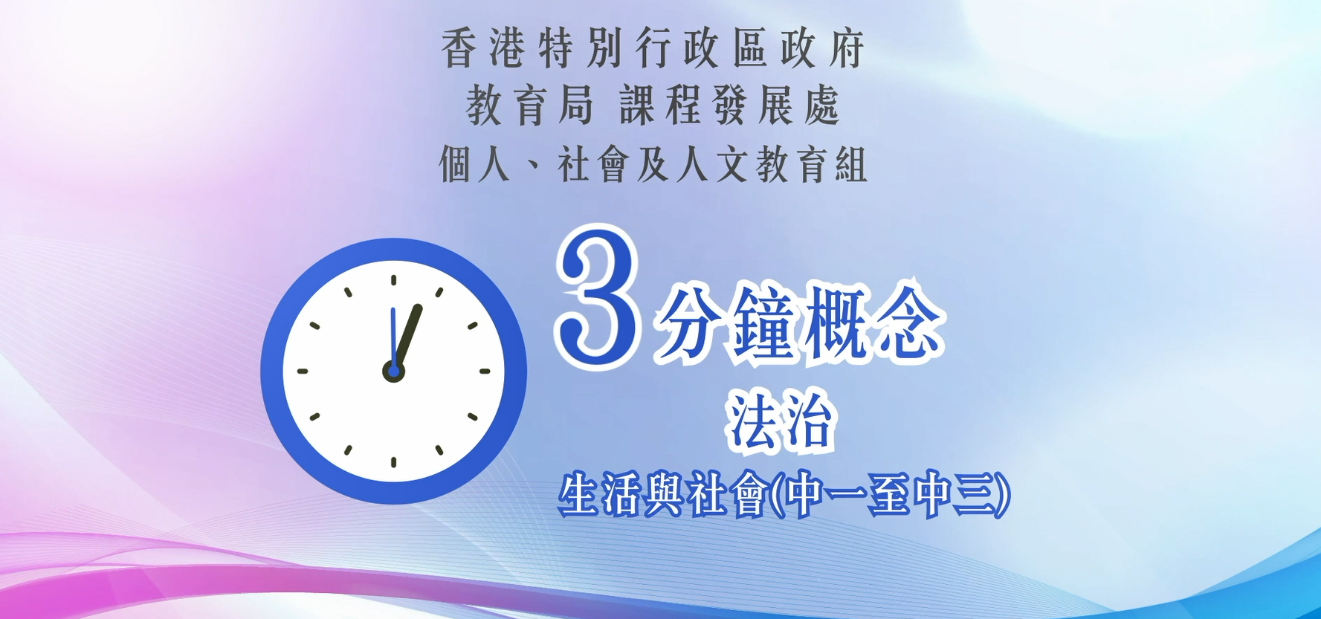 香港特別行政區政府
教育局 課程發展處
個人、社會及人文教育組
3分鐘概念
法治
生活與社會(中一至中三)